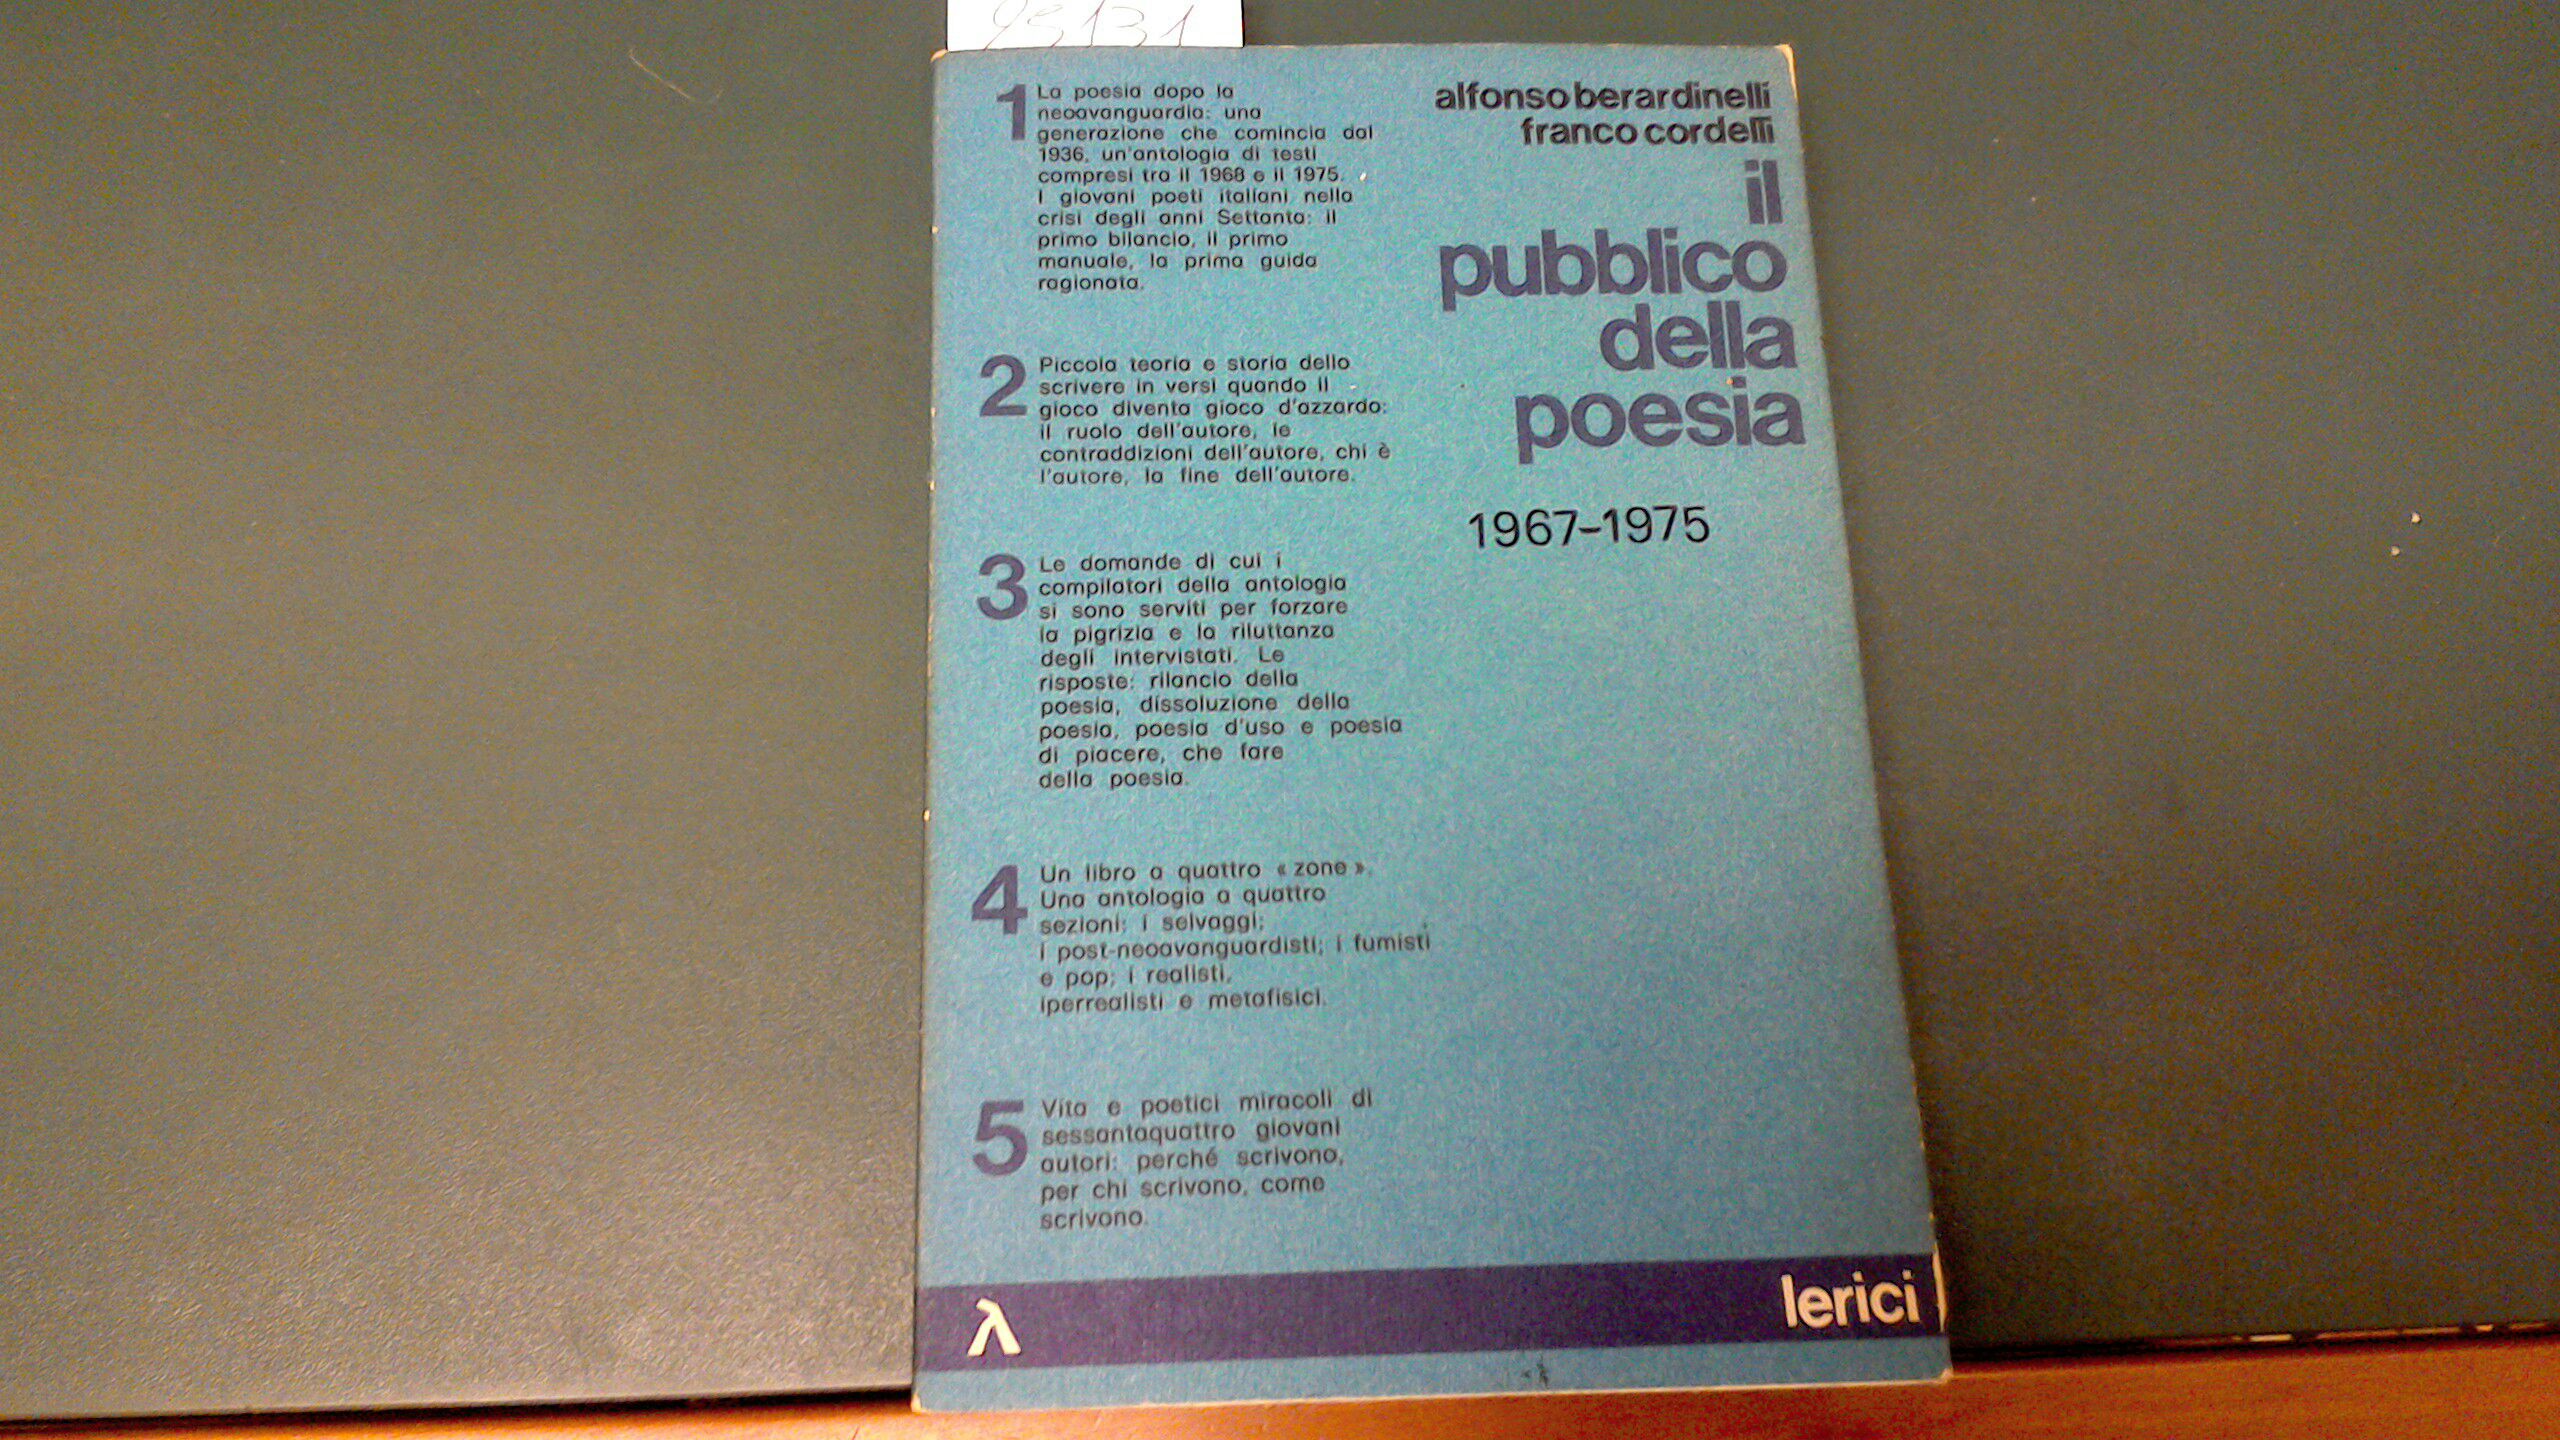 95131
alfonso berardinelli
franco cordelli
il
pubblico
della
poesia
1967-1975
1
La poesia dopo la
neoavanguardia: una
generazione che comincia dal
1936, un'antologia di testi
compresi tra il 1968 e il 1975.
I giovani poeti italiani nella
crisi degli anni Settanta: il
primo bilancio, il primo
manuale, la prima guida
ragionata.
2
Piccola teoria e storia dello
scrivere in versi quando il
gioco diventa gioco d'azzardo:
il ruolo dell'autore, le
contraddizioni dell'autore, chi è
l'autore, la fine dell'autore.
3
Le domande di cui i
compilatori della antologia
si sono serviti per forzare
la pigrizia e la riluttanza
degli intervistati. Le
risposte: rilancio della
poesia, dissoluzione della
poesia, poesia d'uso e poesia
di piacere, che fare
della poesia.
4
Un libro a quattro « zone ».
Una antologia a quattro
sezioni: i selvaggi;
i post-neoavanguardisti; i fumisti
e pop; i realisti,
iperrealisti e metafisici.
5
Vita e poetici miracoli di
sessantaquattro giovani
autori: perché scrivono,
per chi scrivono, come
scrivono.
λ
lerici